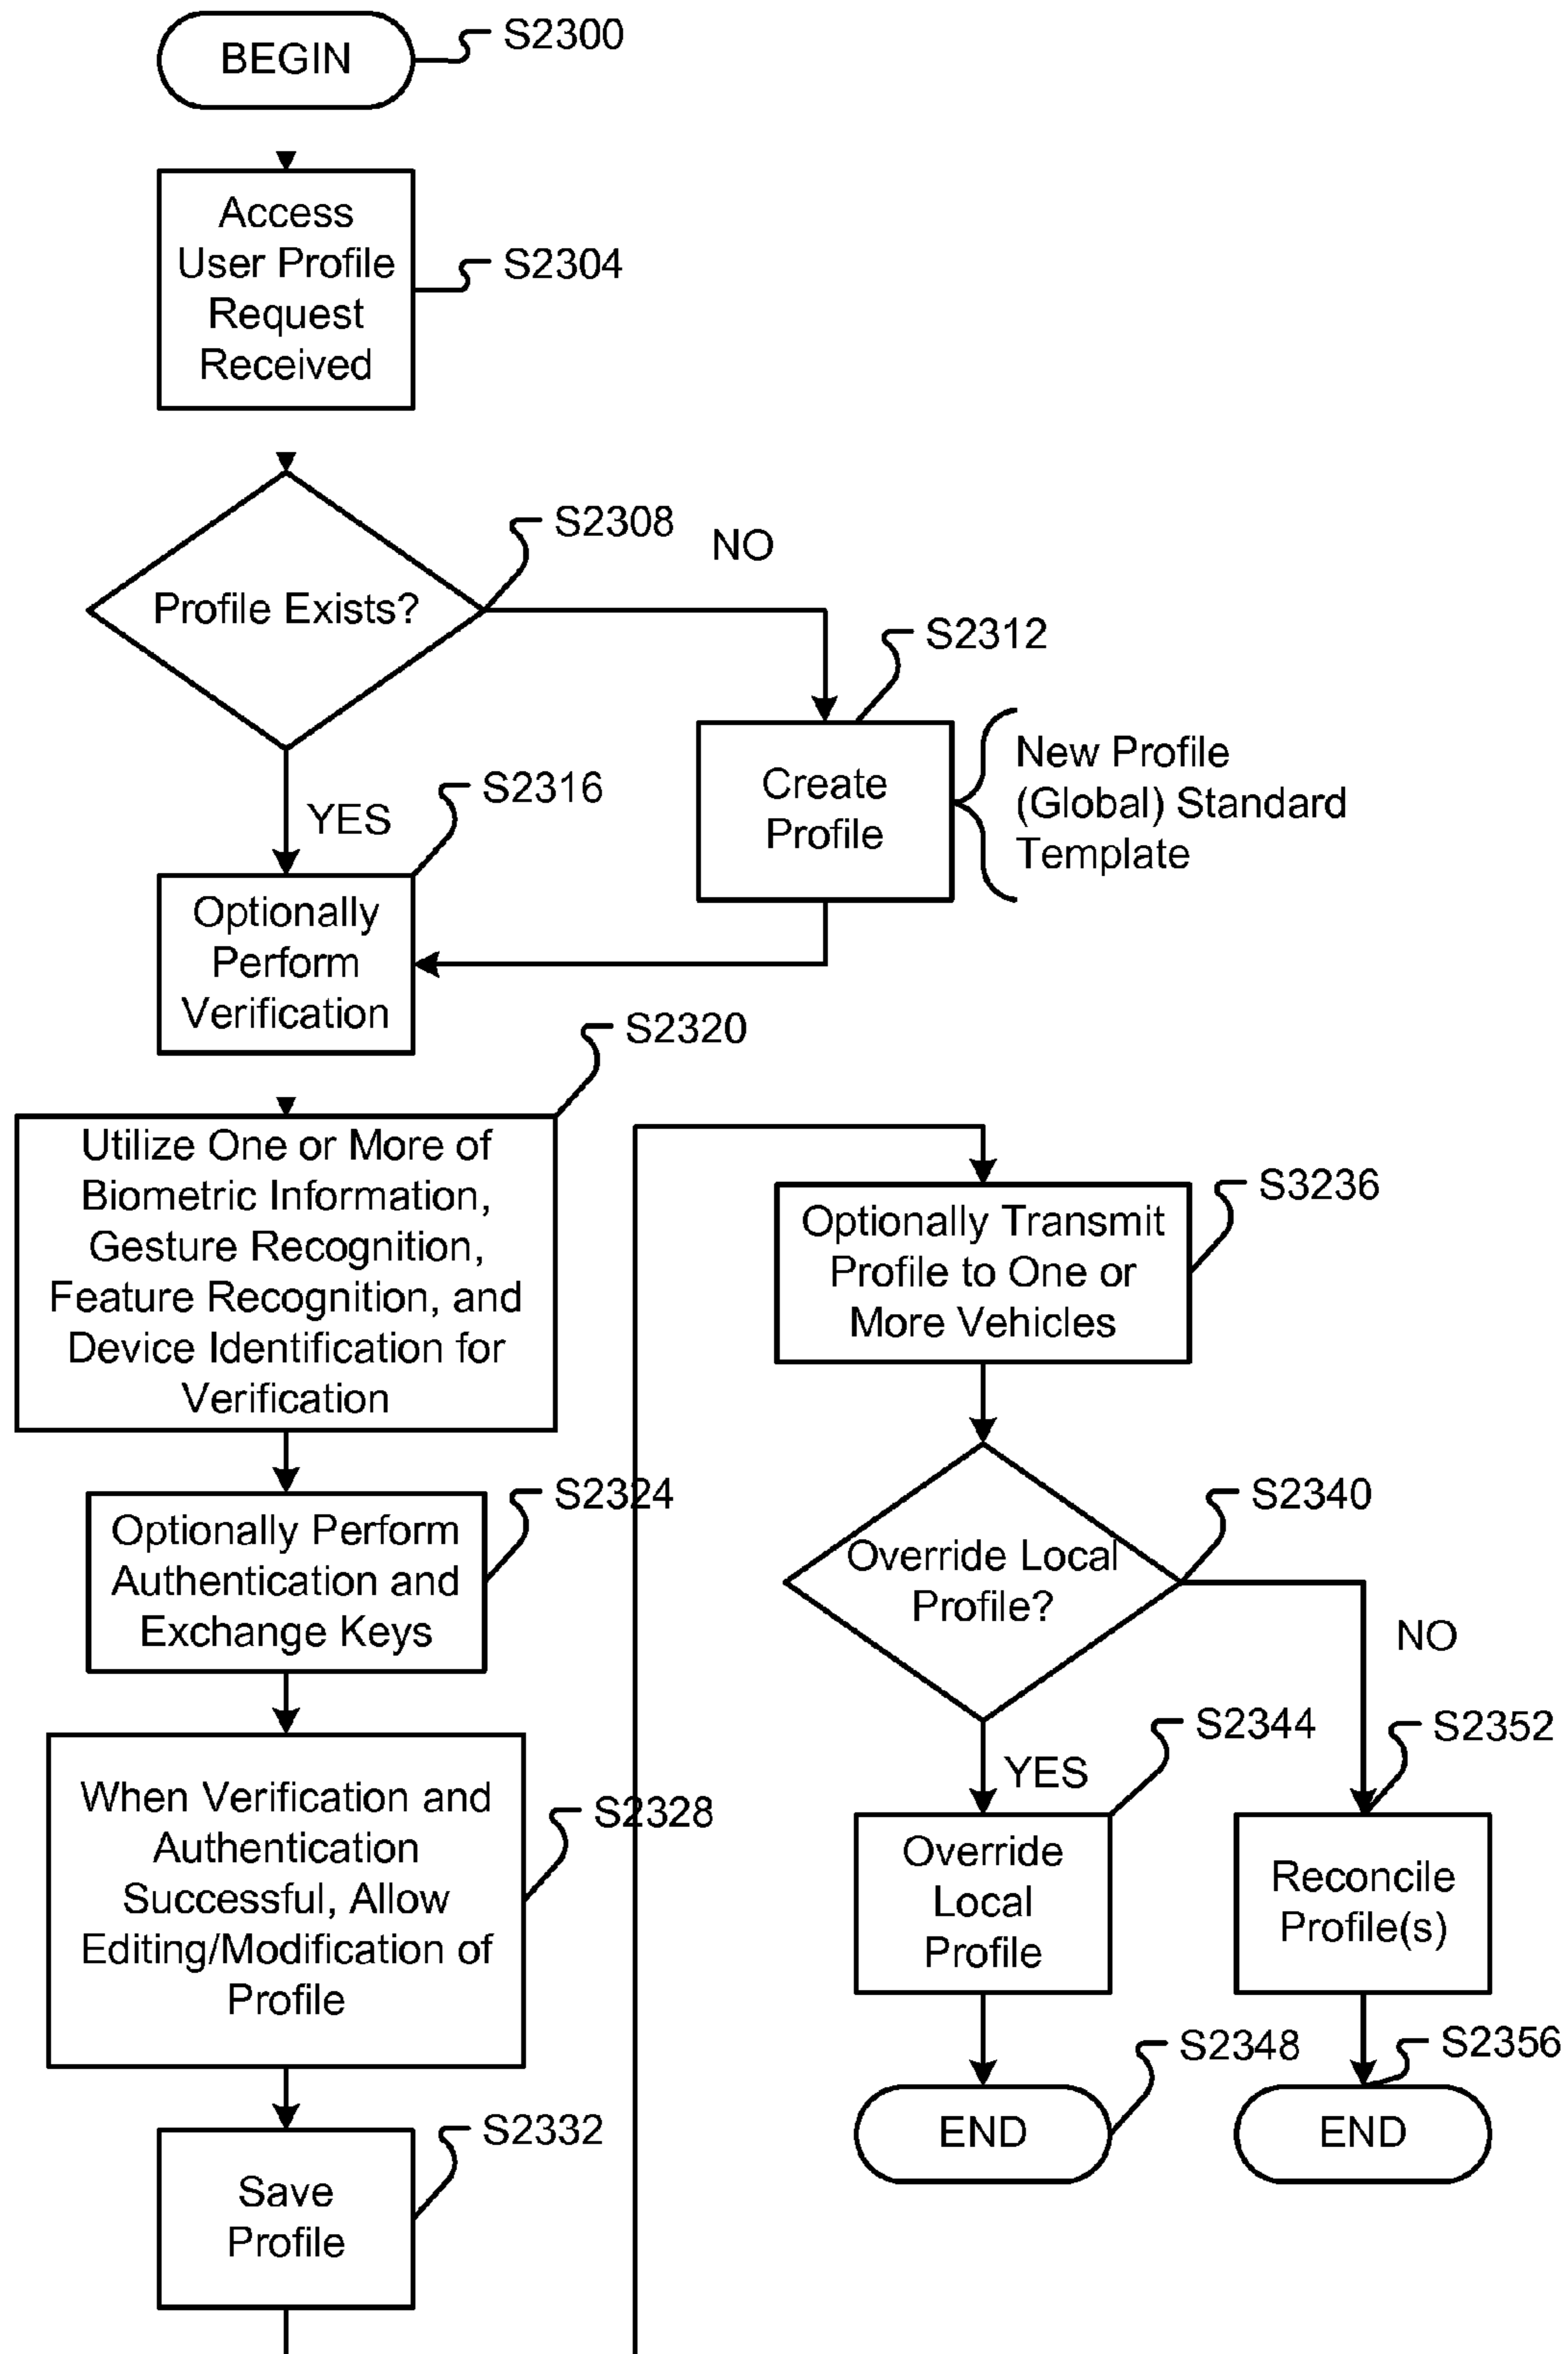 BEGIN
S2300
Access
User Profile
Request
Received
S2304
Profile Exists?
S2308
NO
S2312
Create
Profile
New Profile
(Global) Standard
Template
YES
S2316
Optionally
Perform
Verification
S2320
Utilize One or More of
Biometric Information,
Gesture Recognition,
Feature Recognition, and
Device Identification for
Verification
S2324
Optionally Perform
Authentication and
Exchange Keys
S2328
When Verification and
Authentication
Successful, Allow
Editing/Modification of
Profile
S2332
Save
Profile
S3236
Optionally Transmit
Profile to One or
More Vehicles
S2340
Override Local
Profile?
NO
YES
S2344
Override
Local
Profile
S2352
Reconcile
Profile(s)
S2348
END
S2356
END